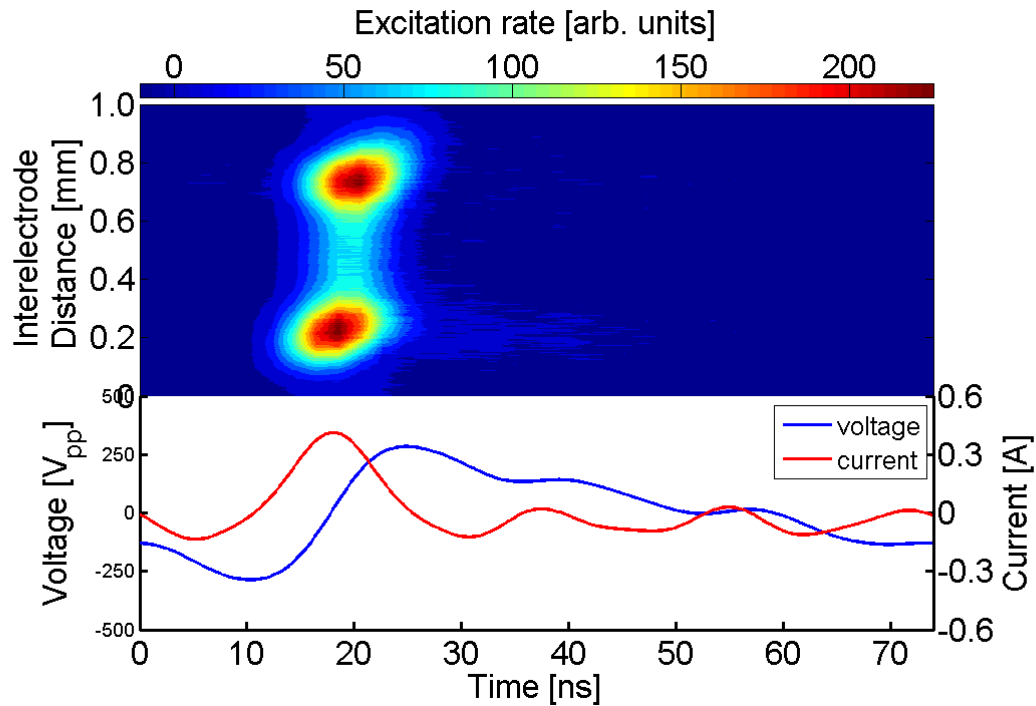 Excitation rate [arb. units]
0 50 100 150 200
Interelectrode
Distance [mm]
1.0
0.8
0.6
0.4
0.2
0
Voltage [Vpp]
500
250
0
-250
-500
voltage
current
0.6
0.3
0
-0.3
-0.6
Current [A]
0 10 20 30 40 50 60 70
Time [ns]